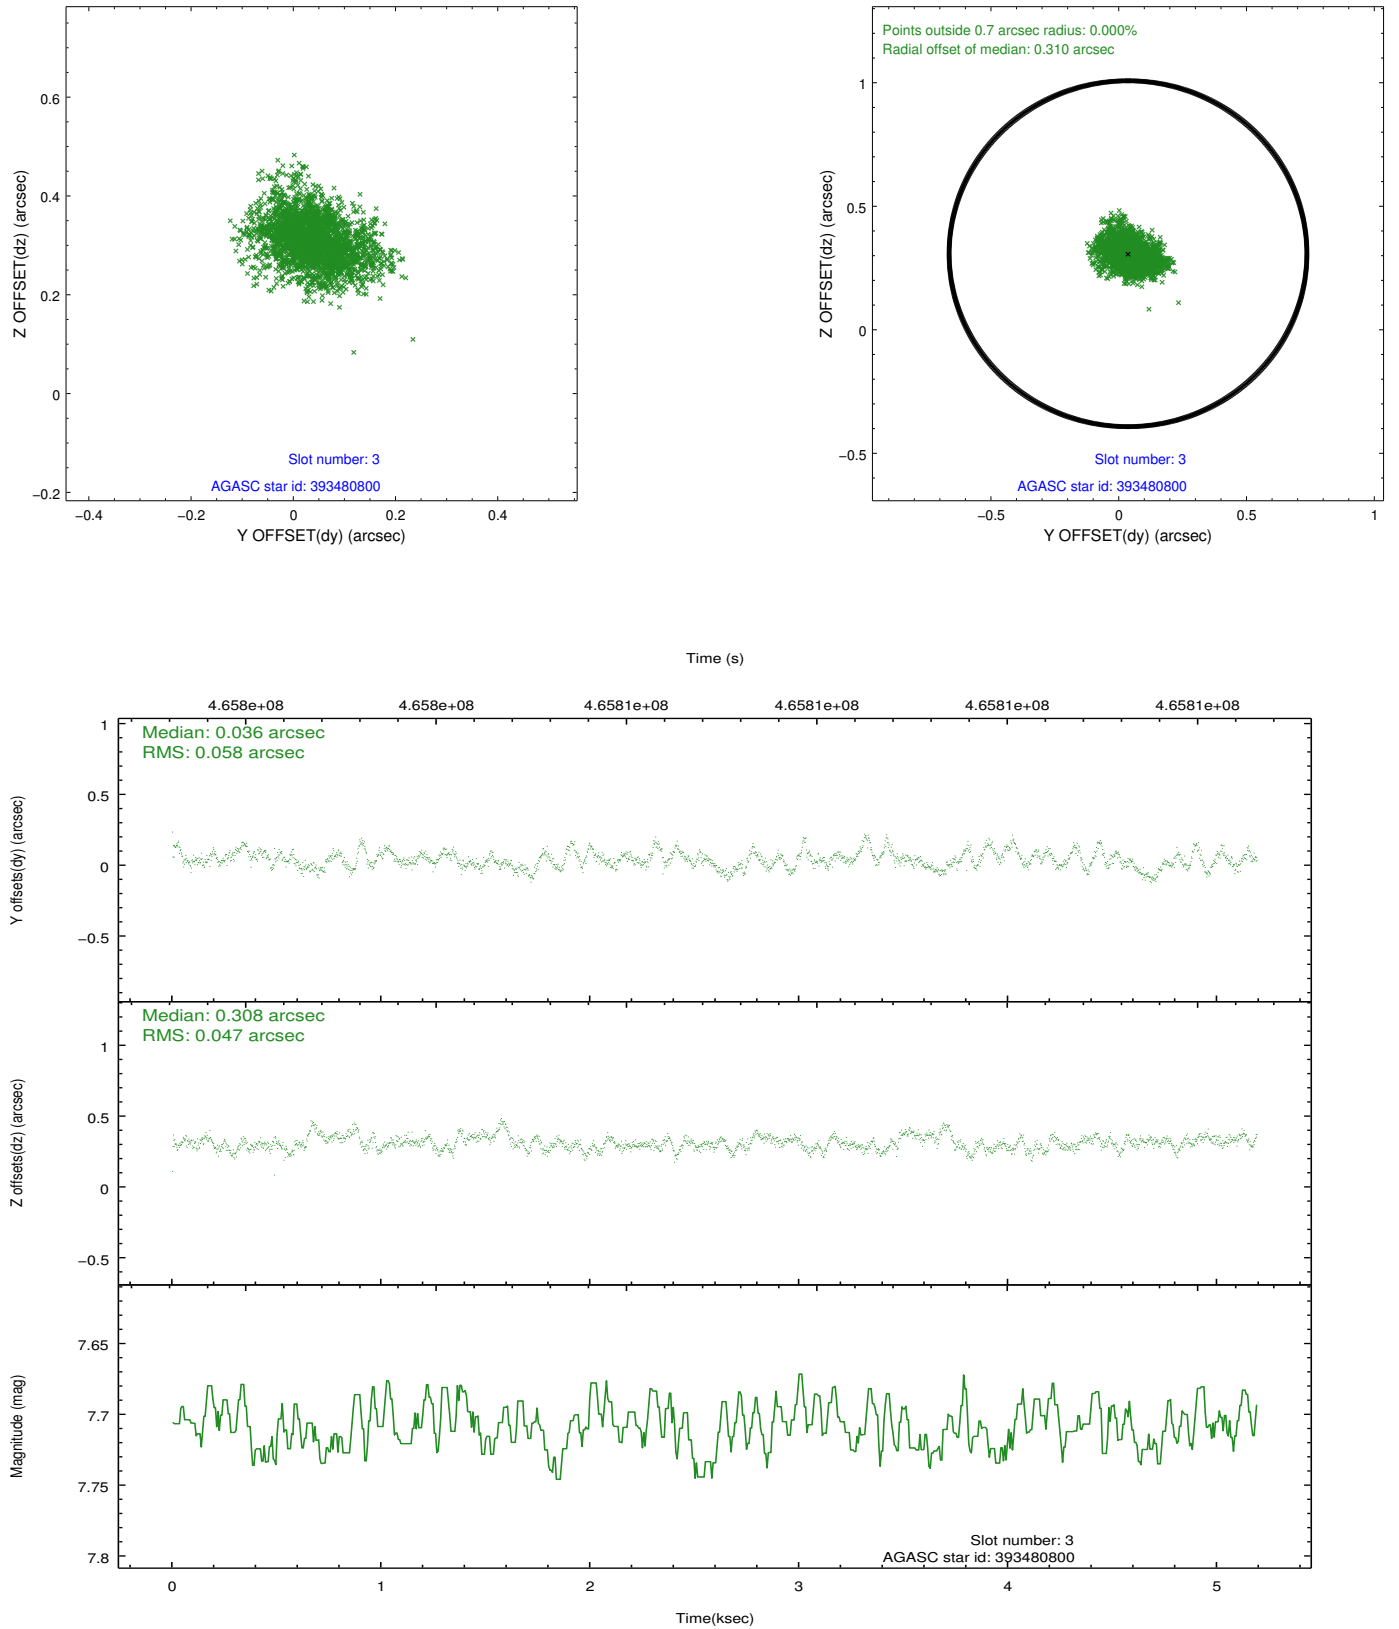 0.6
0.4
0.2
0
−0.2
Z OFFSET(dz) (arcsec)
Slot number: 3
AGASC star id: 393480800
−0.4 −0.2 0 0.2 0.4
Y OFFSET(dy) (arcsec)
Points outside 0.7 arcsec radius: 0.000%
Radial offset of median: 0.310 arcsec
1
0.5
0
−0.5
Z OFFSET(dz) (arcsec)
Slot number: 3
AGASC star id: 393480800
−0.5 0 0.5 1
Y OFFSET(dy) (arcsec)
Time (s)
4.658e+08 4.658e+08 4.6581e+08 4.6581e+08 4.6581e+08 4.6581e+08
Median: 0.036 arcsec
RMS: 0.058 arcsec
1
0.5
0
−0.5
Y offsets(dy) (arcsec)
Median: 0.308 arcsec
RMS: 0.047 arcsec
1
0.5
0
−0.5
Z offsets(dz) (arcsec)
7.65
7.7
7.75
7.8
Magnitude (mag)
Slot number: 3
AGASC star id: 393480800
0 1 2 3 4 5
Time(ksec)